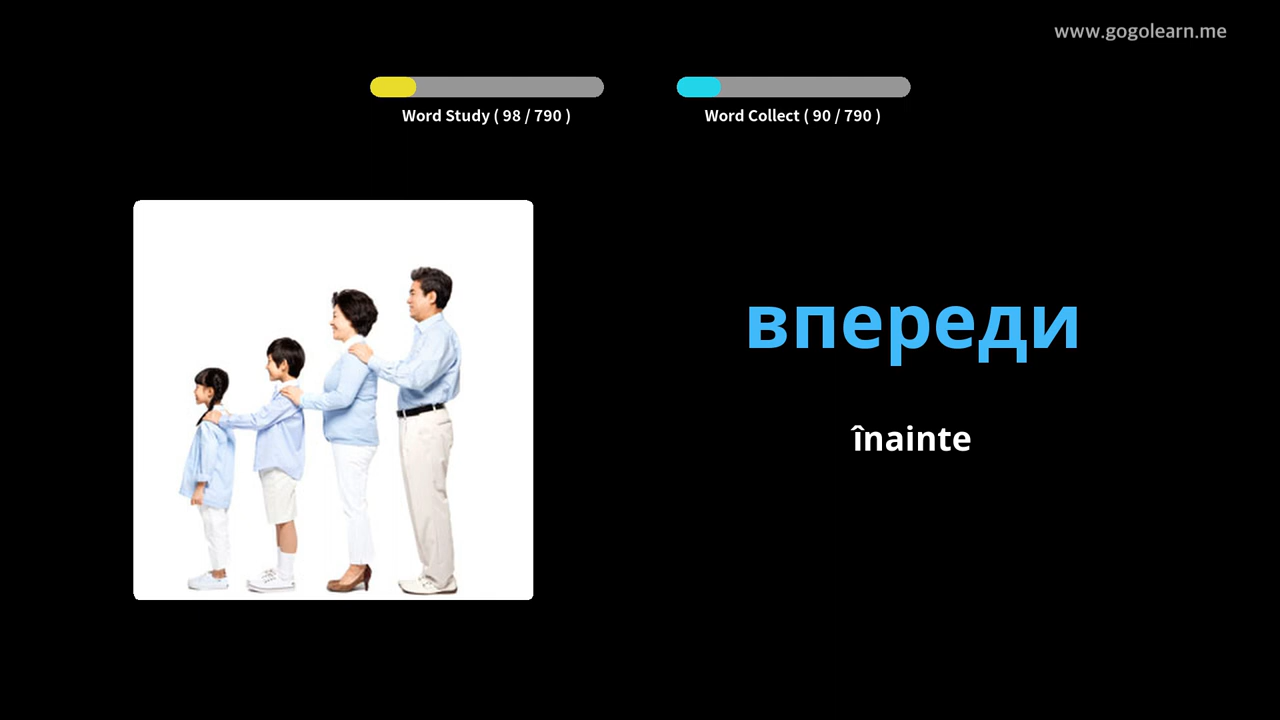 www.gogolearn.me
Word Study ( 98 / 790 )
Word Collect ( 90 / 790 )
впереди
înainte